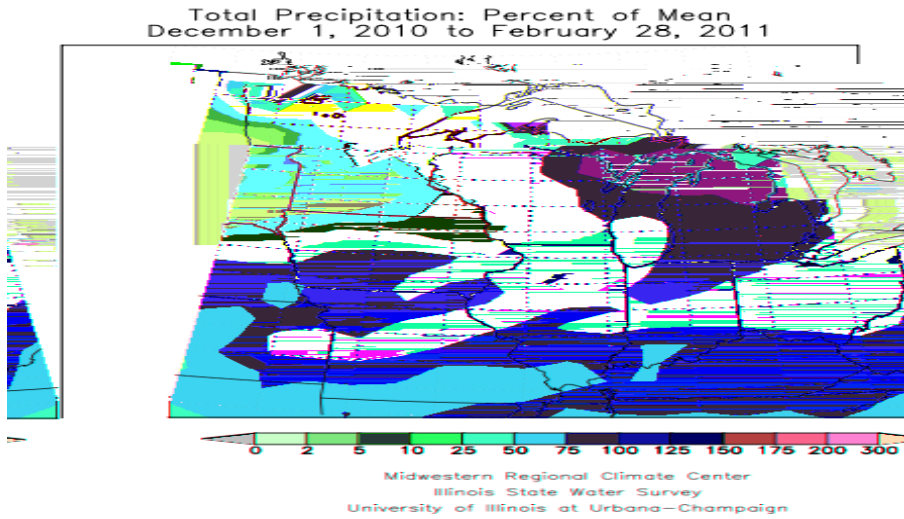 Total Precipitation: Percent of Mean
December 1, 2010 to February 28, 2011
0 2 5 10 25 50 75 100 125 150 175 200 300
Midwestern Regional Climate Center
Illinois State Water Survey
University of Illinois at Urbana-Champaign